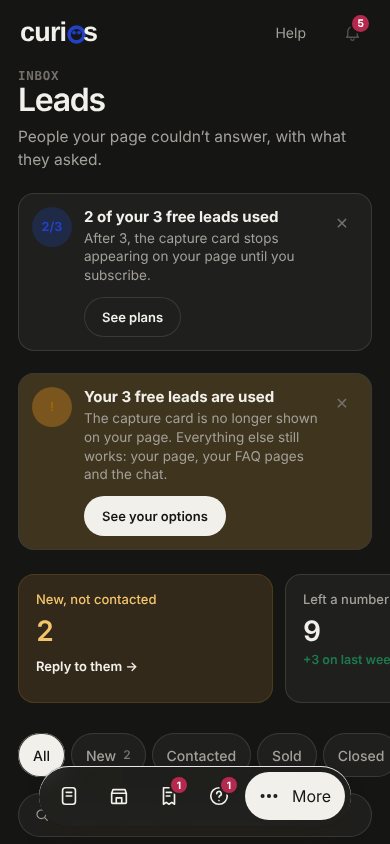 curios
Help
5
INBOX
Leads
People your page couldn't answer, with what
they asked.
2/3
2 of your 3 free leads used
After 3, the capture card stops
appearing on your page until you
subscribe.
See plans
!
Your 3 free leads are used
The capture card is no longer shown
on your page. Everything else still
works: your page, your FAQ pages
and the chat.
See your options
New, not contacted
2
Reply to them →
Left a number
9
+3 on last wee
All
New 2
Contacted
Sold
Closed
1
1
More